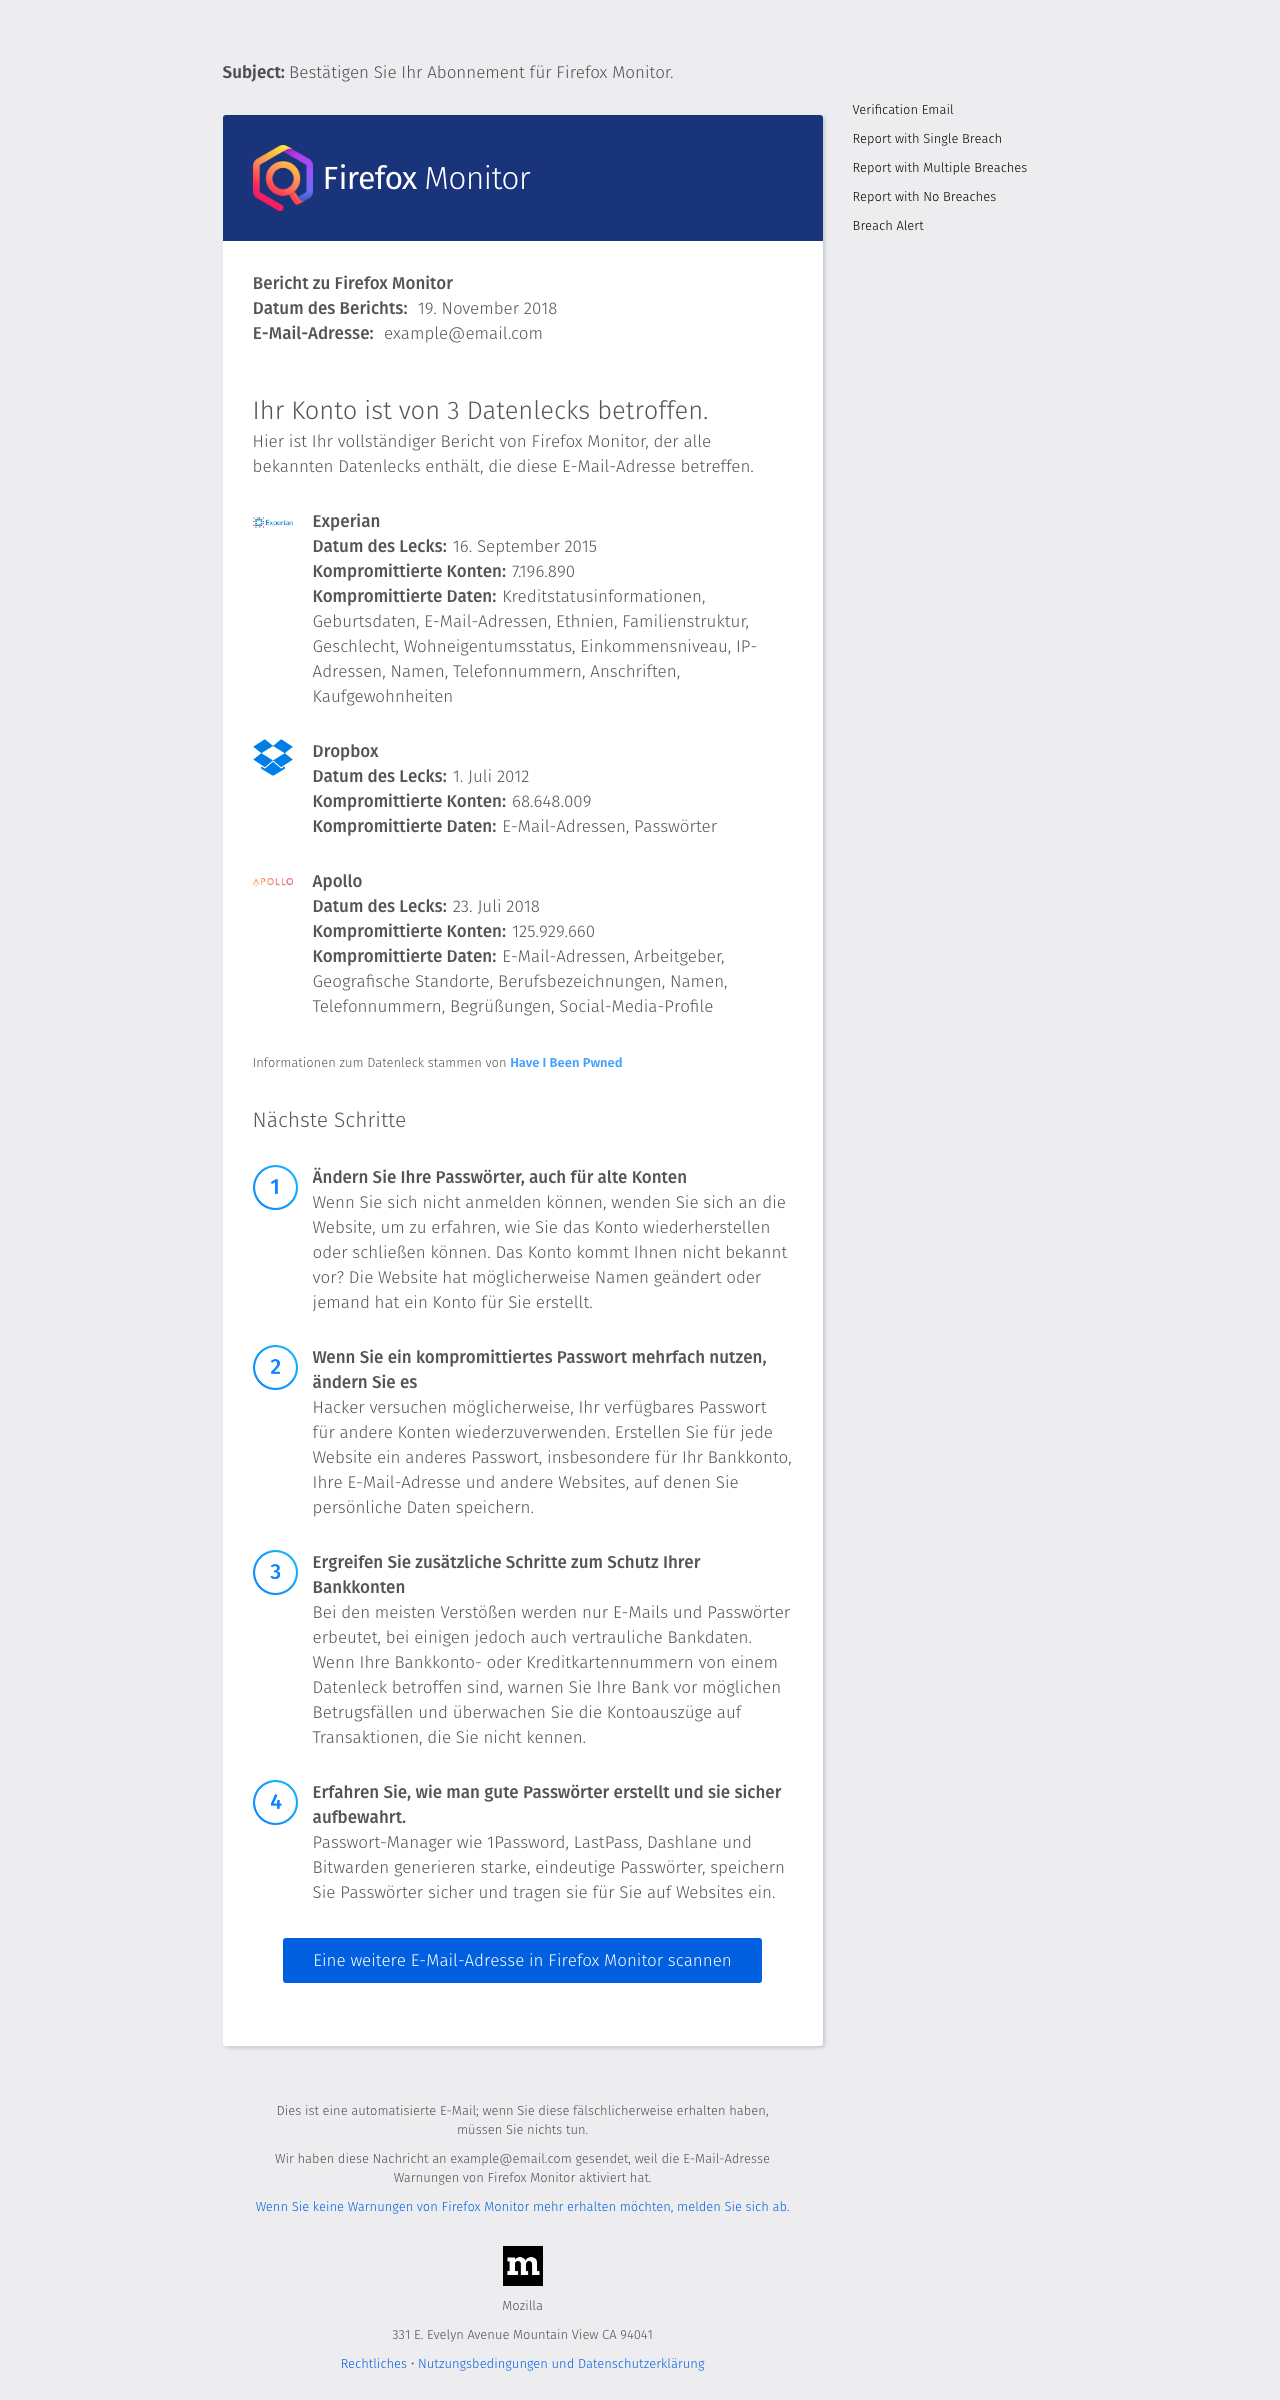 Subject: Bestätigen Sie Ihr Abonnement für Firefox Monitor.
Verification Email
Report with Single Breach
Report with Multiple Breaches
Report with No Breaches
Breach Alert
Firefox Monitor
Bericht zu Firefox Monitor
Datum des Berichts: 19. November 2018
E-Mail-Adresse: example@email.com
Ihr Konto ist von 3 Datenlecks betroffen.
Hier ist Ihr vollständiger Bericht von Firefox Monitor, der alle
bekannten Datenlecks enthält, die diese E-Mail-Adresse betreffen.
Experian
Experian
Datum des Lecks: 16. September 2015
Kompromittierte Konten: 7.196.890
Kompromittierte Daten: Kreditstatusinformationen,
Geburtsdaten, E-Mail-Adressen, Ethnien, Familienstruktur,
Geschlecht, Wohneigentumsstatus, Einkommensniveau, IP-
Adressen, Namen, Telefonnummern, Anschriften,
Kaufgewohnheiten
Dropbox
Datum des Lecks: 1. Juli 2012
Kompromittierte Konten: 68.648.009
Kompromittierte Daten: E-Mail-Adressen, Passwörter
APOLLO
Apollo
Datum des Lecks: 23. Juli 2018
Kompromittierte Konten: 125.929.660
Kompromittierte Daten: E-Mail-Adressen, Arbeitgeber,
Geografische Standorte, Berufsbezeichnungen, Namen,
Telefonnummern, Begrüßungen, Social-Media-Profile
Informationen zum Datenleck stammen von Have I Been Pwned
Nächste Schritte
1
Ändern Sie Ihre Passwörter, auch für alte Konten
Wenn Sie sich nicht anmelden können, wenden Sie sich an die
Website, um zu erfahren, wie Sie das Konto wiederherstellen
oder schließen können. Das Konto kommt Ihnen nicht bekannt
vor? Die Website hat möglicherweise Namen geändert oder
jemand hat ein Konto für Sie erstellt.
2
Wenn Sie ein kompromittiertes Passwort mehrfach nutzen,
ändern Sie es
Hacker versuchen möglicherweise, Ihr verfügbares Passwort
für andere Konten wiederzuverwenden. Erstellen Sie für jede
Website ein anderes Passwort, insbesondere für Ihr Bankkonto,
Ihre E-Mail-Adresse und andere Websites, auf denen Sie
persönliche Daten speichern.
3
Ergreifen Sie zusätzliche Schritte zum Schutz Ihrer
Bankkonten
Bei den meisten Verstößen werden nur E-Mails und Passwörter
erbeutet, bei einigen jedoch auch vertrauliche Bankdaten.
Wenn Ihre Bankkonto- oder Kreditkartennummern von einem
Datenleck betroffen sind, warnen Sie Ihre Bank vor möglichen
Betrugsfällen und überwachen Sie die Kontoauszüge auf
Transaktionen, die Sie nicht kennen.
4
Erfahren Sie, wie man gute Passwörter erstellt und sie sicher
aufbewahrt.
Passwort-Manager wie 1Password, LastPass, Dashlane und
Bitwarden generieren starke, eindeutige Passwörter, speichern
Sie Passwörter sicher und tragen sie für Sie auf Websites ein.
Eine weitere E-Mail-Adresse in Firefox Monitor scannen
Dies ist eine automatisierte E-Mail; wenn Sie diese fälschlicherweise erhalten haben,
müssen Sie nichts tun.
Wir haben diese Nachricht an example@email.com gesendet, weil die E-Mail-Adresse
Warnungen von Firefox Monitor aktiviert hat.
Wenn Sie keine Warnungen von Firefox Monitor mehr erhalten möchten, melden Sie sich ab.
m
Mozilla
331 E. Evelyn Avenue Mountain View CA 94041
Rechtliches • Nutzungsbedingungen und Datenschutzerklärung